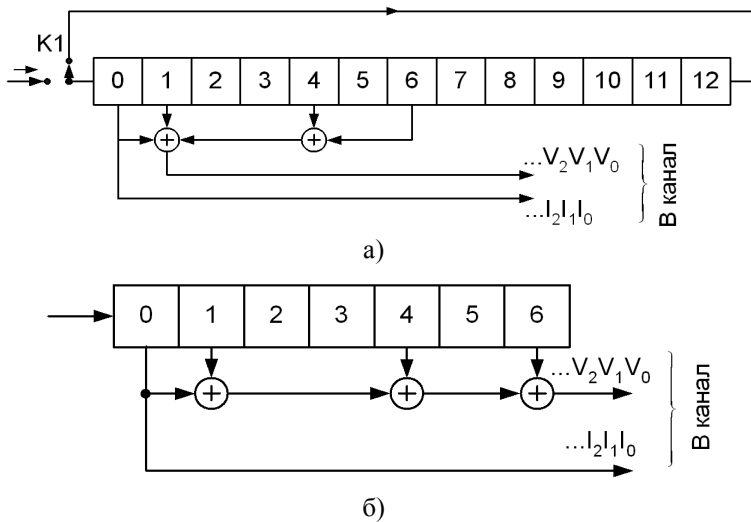 K1
0 1 2 3 4 5 6 7 8 9 10 11 12
+ +
...V₂V₁V₀
...I₂I₁I₀
В канал
а)
0 1 2 3 4 5 6
+ + +
...V₂V₁V₀
...I₂I₁I₀
В канал
б)